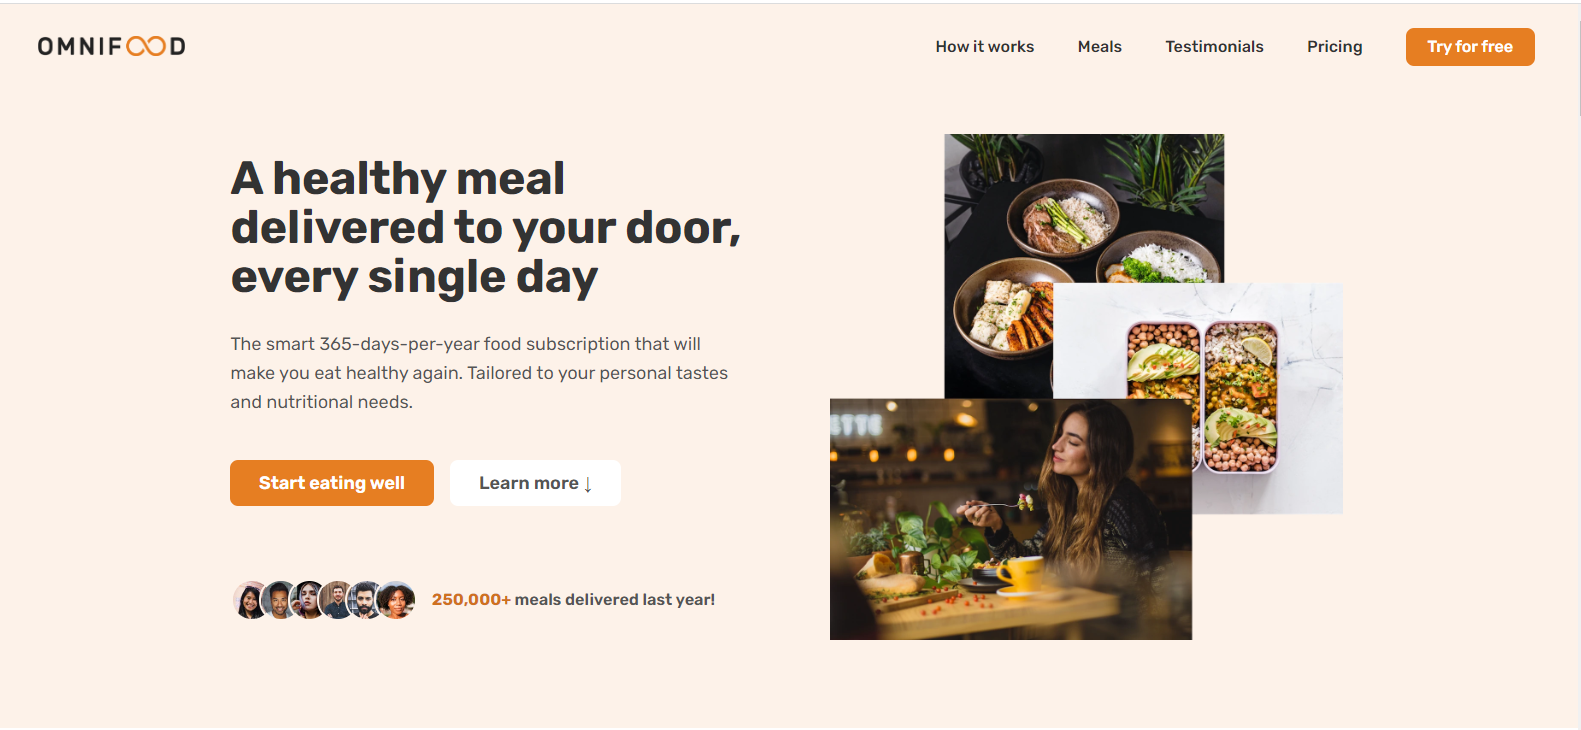 OMNIFOOD
How it works
Meals
Testimonials
Pricing
Try for free
A healthy meal
delivered to your door,
every single day
The smart 365-days-per-year food subscription that will
make you eat healthy again. Tailored to your personal tastes
and nutritional needs.
Start eating well
Learn more ↓
250,000+ meals delivered last year!